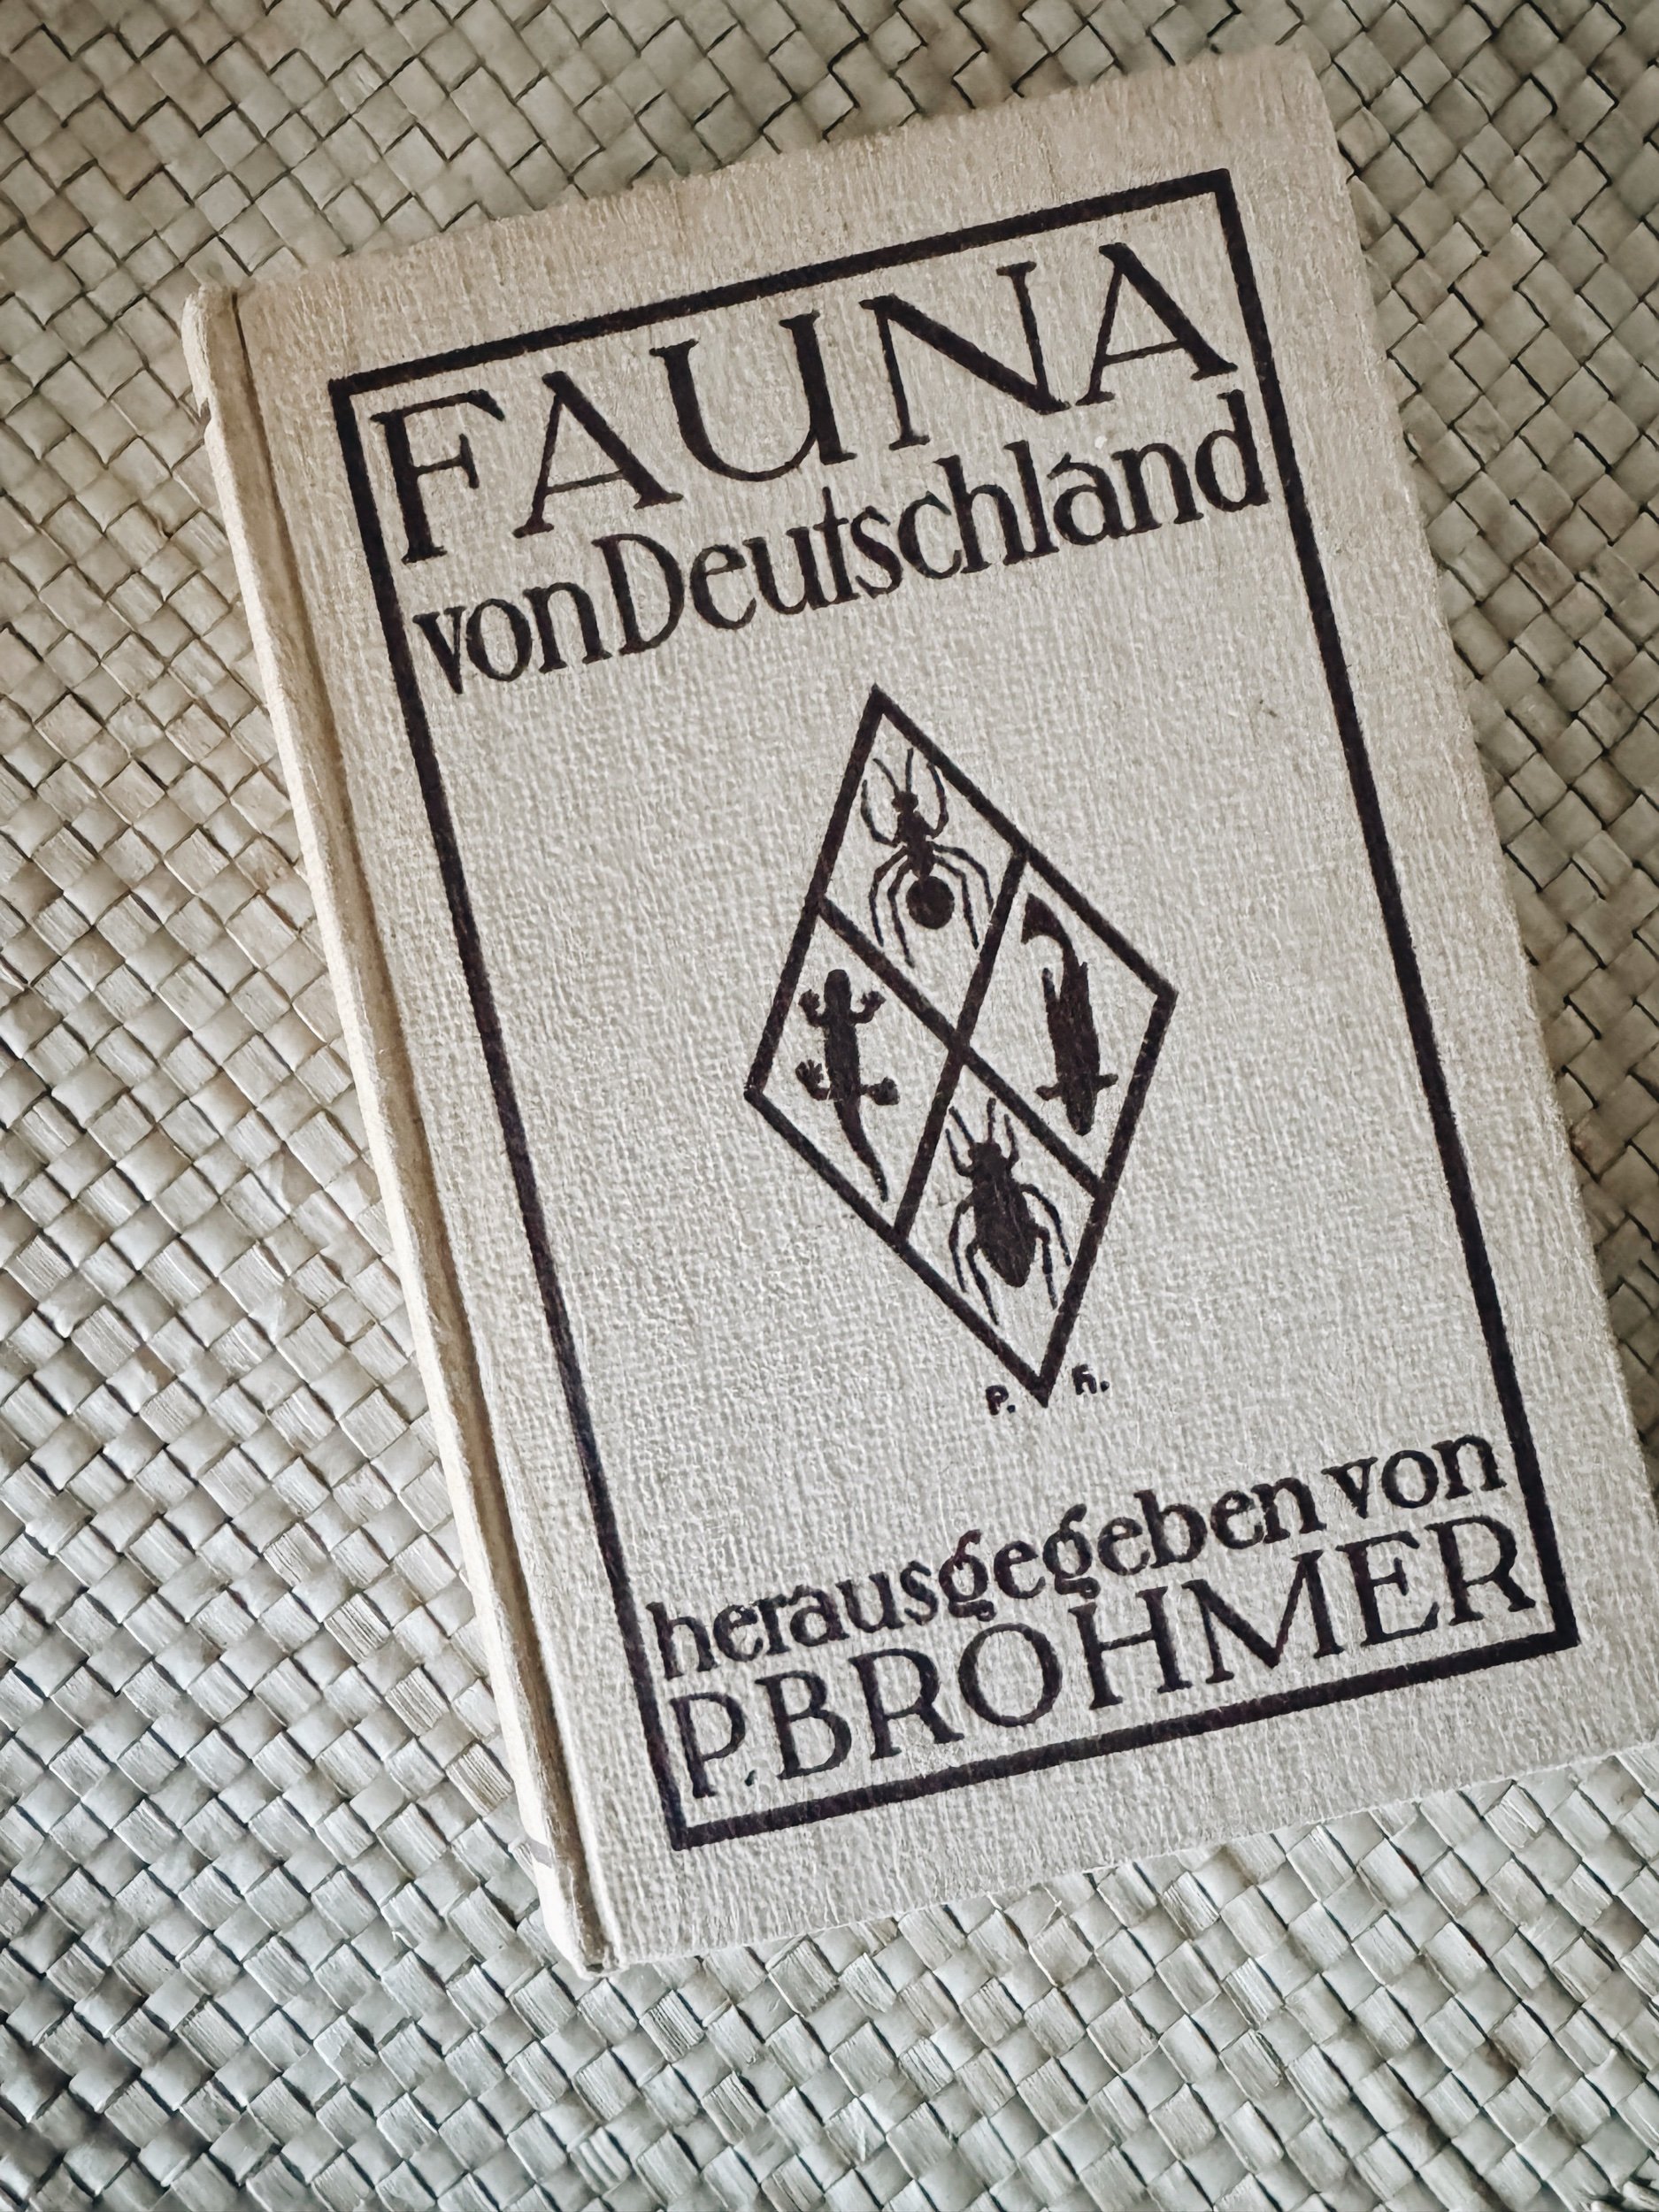 FAUNA
von Deutschland
P. H.
herausgegeben von
P. BROHMER